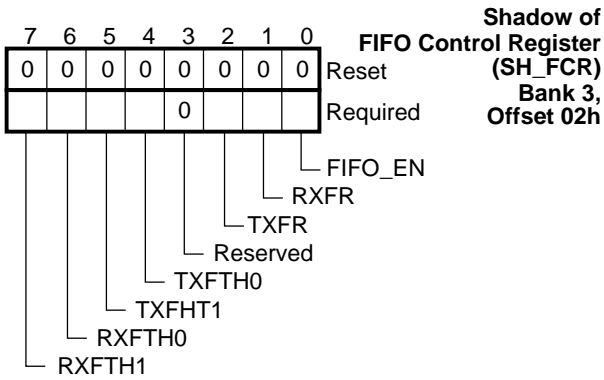 Shadow of
FIFO Control Register
(SH_FCR)
Bank 3,
Offset 02h
7 6 5 4 3 2 1 0
0 0 0 0 0 0 0 0 Reset
0 Required
FIFO_EN
RXFR
TXFR
Reserved
TXFTH0
TXFHT1
RXFTH0
RXFTH1